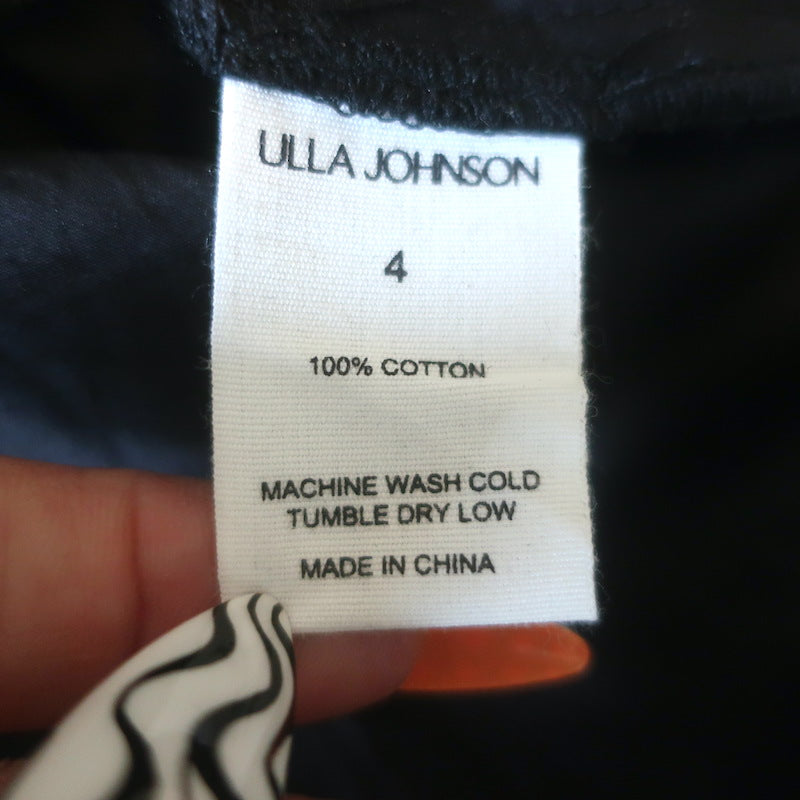 ULLA JOHNSON
4
100% COTTON
MACHINE WASH COLD
TUMBLE DRY LOW
MADE IN CHINA